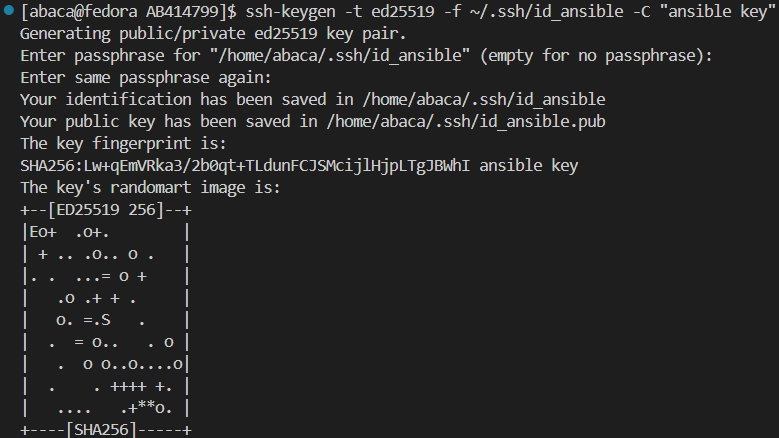 [abaca@fedora AB414799]$ ssh-keygen -t ed25519 -f ~/.ssh/id_ansible -C "ansible key"
Generating public/private ed25519 key pair.
Enter passphrase for "/home/abaca/.ssh/id_ansible" (empty for no passphrase):
Enter same passphrase again:
Your identification has been saved in /home/abaca/.ssh/id_ansible
Your public key has been saved in /home/abaca/.ssh/id_ansible.pub
The key fingerprint is:
SHA256:Lw+qEmVRka3/2b0qt+TLdunFCJSMcijlHjpLTgJBWhI ansible key
The key's randomart image is:
+--[ED25519 256]--+
|Eo+  .o+.        |
| + .. .o.. o .   |
|. .  ...= o +    |
|   .o .+ + .     |
|   o. =.S   .    |
|  .  = o..   . o |
|   .  o o..o....o|
|  .    . ++++ +. |
|   ....   .+**o. |
+----[SHA256]-----+